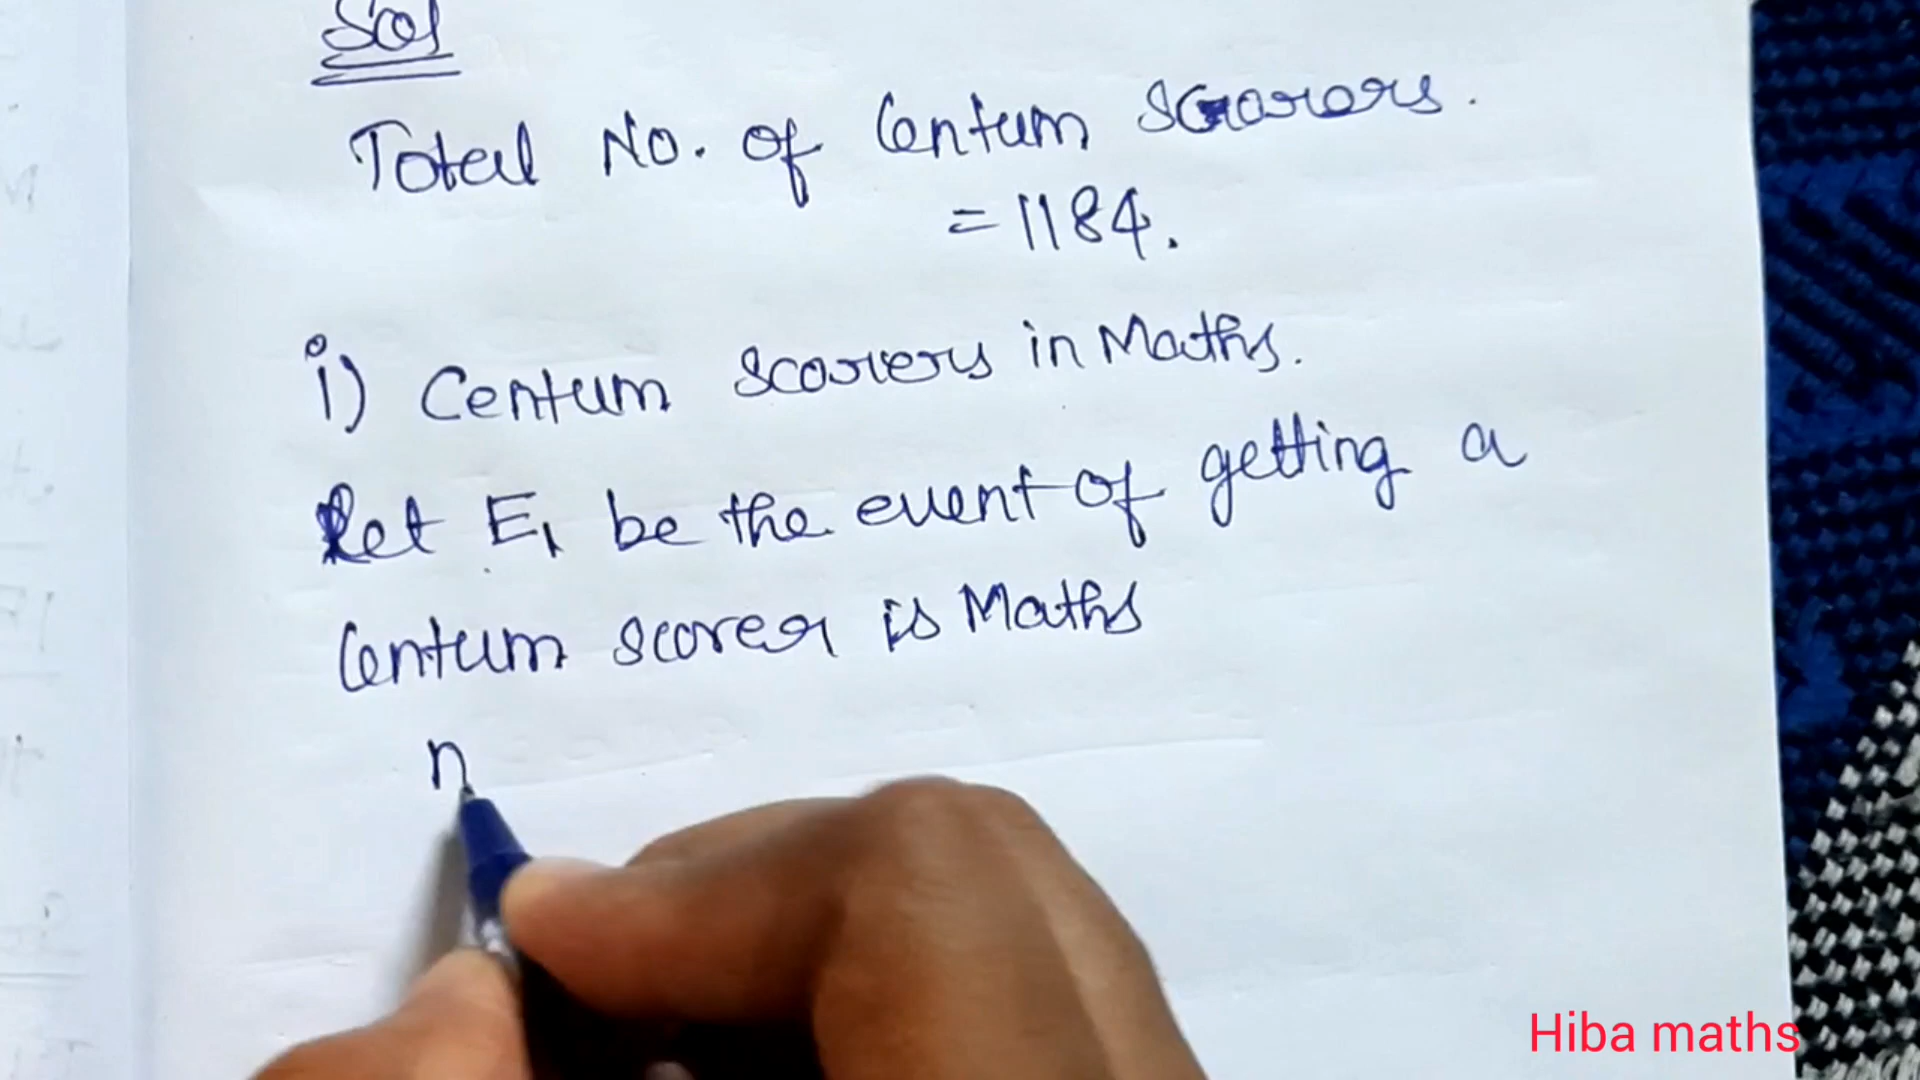 Sol
Total No. of Centum Scorers.
= 1184.
i) Centum scorers in Maths.
Let E1 be the event of getting a
Centum scorer is Maths
n
Hiba maths